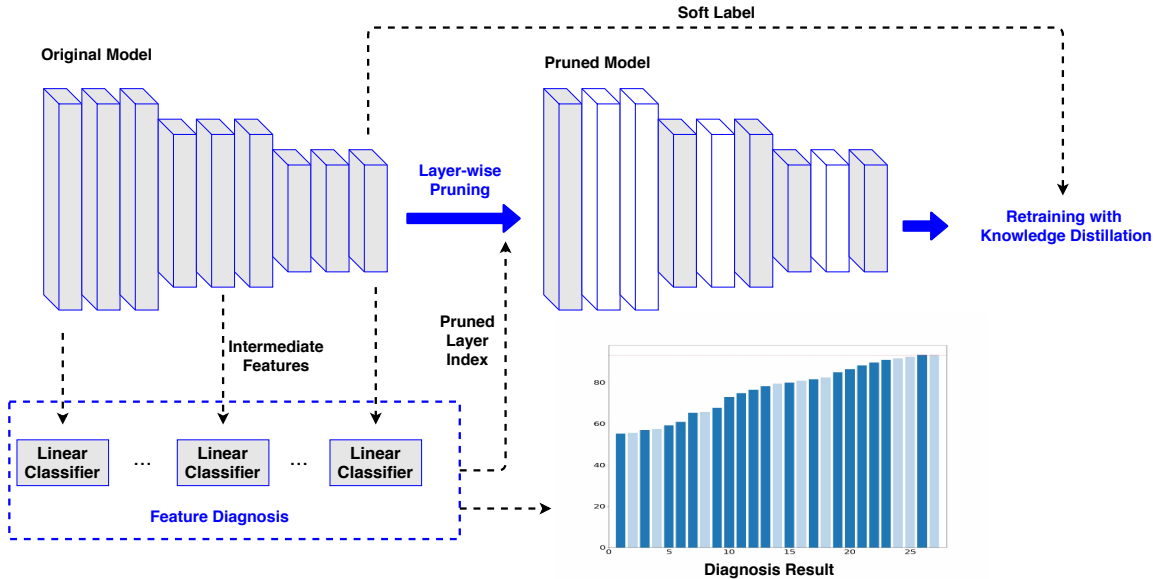 Soft Label
Original Model
Pruned Model
Layer-wise
Pruning
Retraining with
Knowledge Distillation
Intermediate
Features
Pruned
Layer
Index
Linear
Classifier
...
Linear
Classifier
...
Linear
Classifier
Feature Diagnosis
80
60
40
20
0
0 5 10 15 20 25
Diagnosis Result